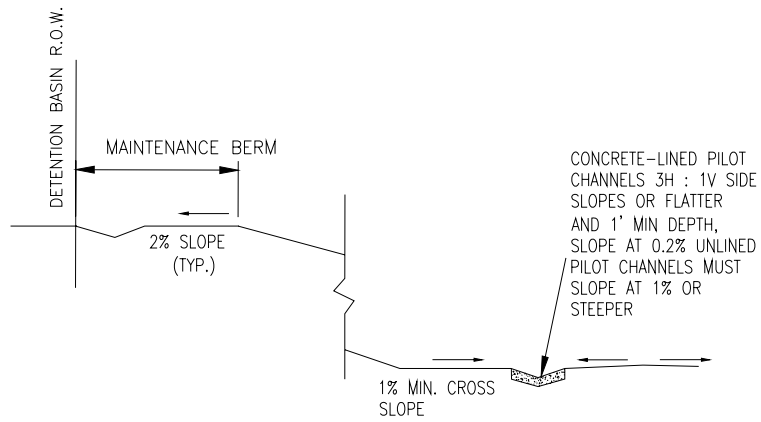 DETENTION BASIN R.O.W.
MAINTENANCE BERM
2% SLOPE
(TYP.)
CONCRETE-LINED PILOT
CHANNELS 3H : 1V SIDE
SLOPES OR FLATTER
AND 1' MIN DEPTH,
SLOPE AT 0.2% UNLINED
PILOT CHANNELS MUST
SLOPE AT 1% OR
STEEPER
1% MIN. CROSS
SLOPE